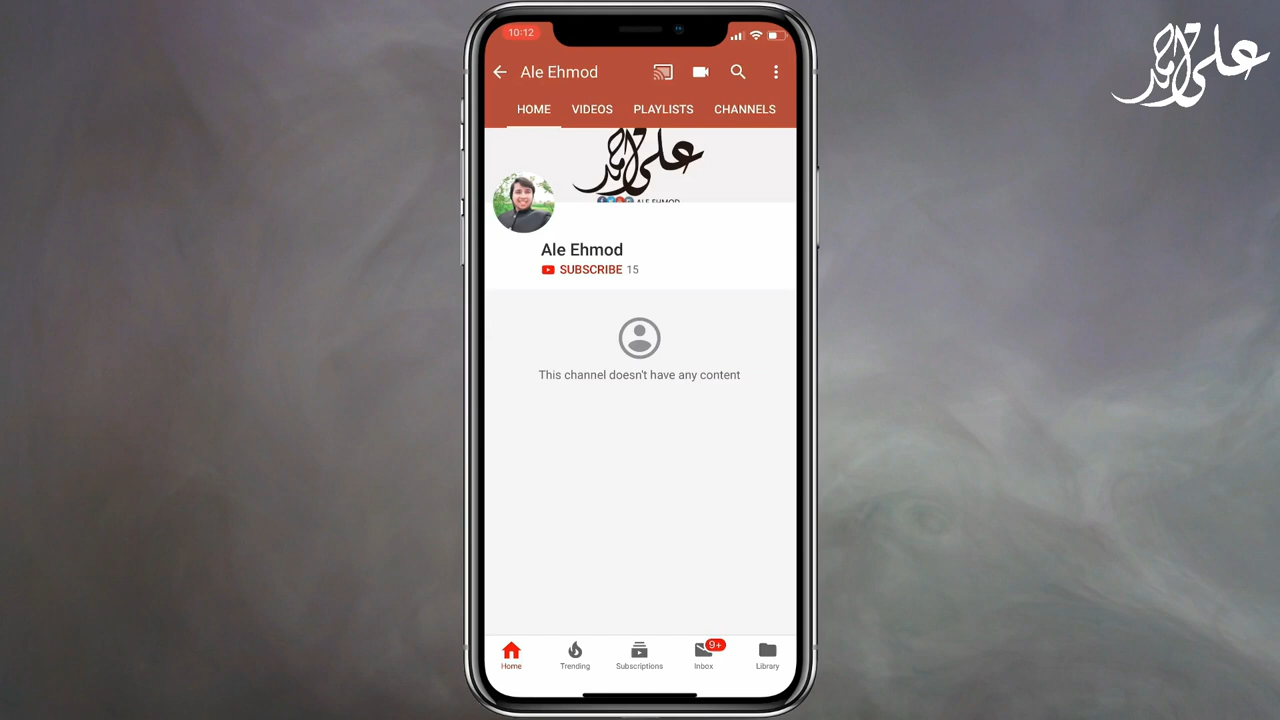 10:12
Ale Ehmod
HOME VIDEOS PLAYLISTS CHANNELS
Ale Ehmod
SUBSCRIBE 15
This channel doesn't have any content
9+
Home Trending Subscriptions Inbox Library